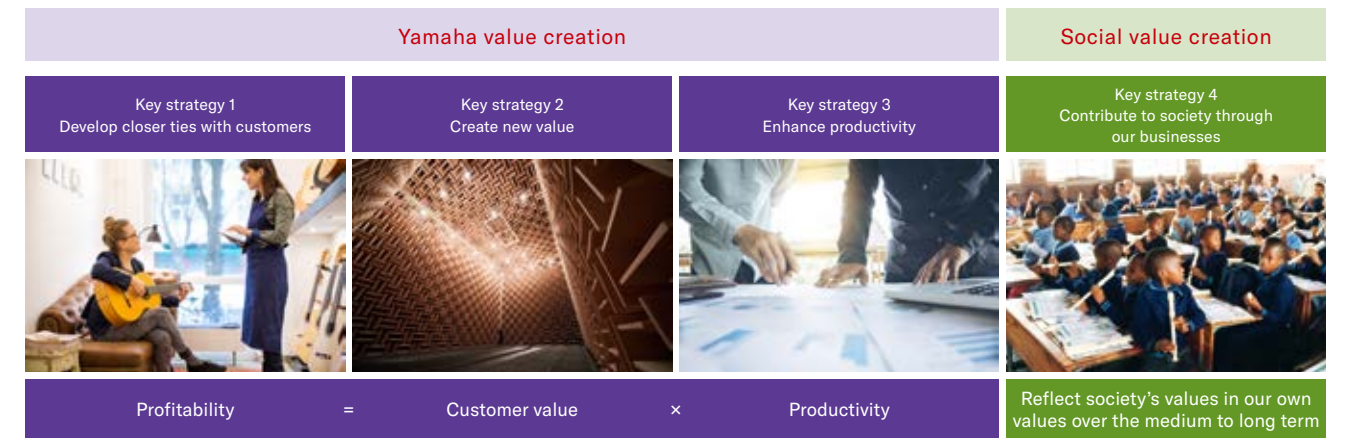 Yamaha value creation
Social value creation
Key strategy 1
Develop closer ties with customers
Key strategy 2
Create new value
Key strategy 3
Enhance productivity
Key strategy 4
Contribute to society through
our businesses
Profitability = Customer value × Productivity
Reflect society's values in our own
values over the medium to long term